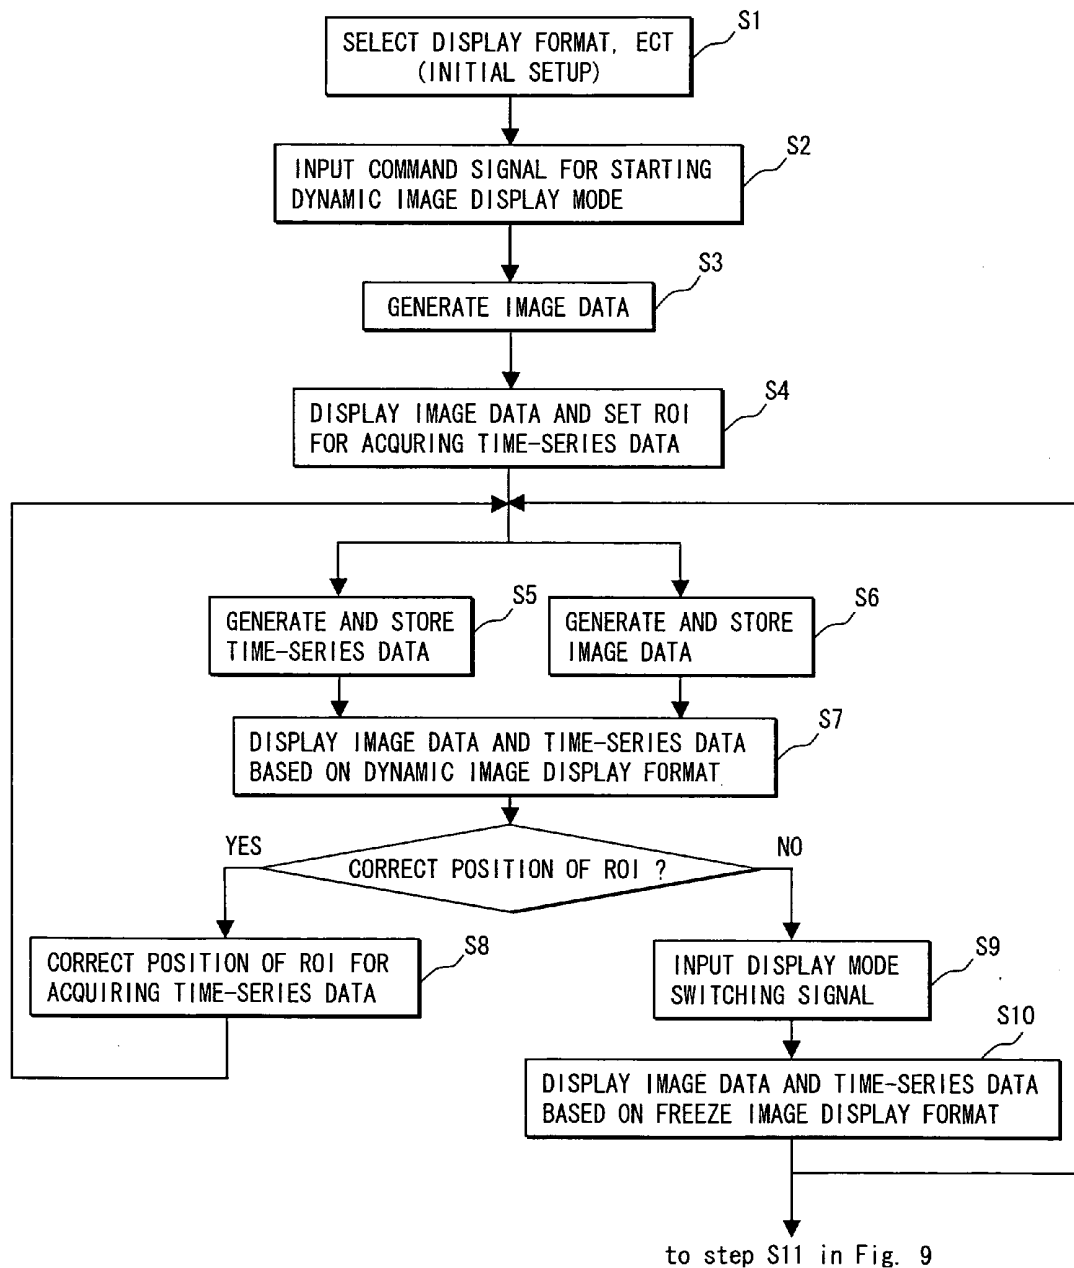 S1
SELECT DISPLAY FORMAT, ECT
(INITIAL SETUP)
S2
INPUT COMMAND SIGNAL FOR STARTING
DYNAMIC IMAGE DISPLAY MODE
S3
GENERATE IMAGE DATA
S4
DISPLAY IMAGE DATA AND SET ROI
FOR ACQURING TIME-SERIES DATA
S5
GENERATE AND STORE
TIME-SERIES DATA
S6
GENERATE AND STORE
IMAGE DATA
S7
DISPLAY IMAGE DATA AND TIME-SERIES DATA
BASED ON DYNAMIC IMAGE DISPLAY FORMAT
YES
NO
CORRECT POSITION OF ROI ?
S8
CORRECT POSITION OF ROI FOR
ACQUIRING TIME-SERIES DATA
S9
INPUT DISPLAY MODE
SWITCHING SIGNAL
S10
DISPLAY IMAGE DATA AND TIME-SERIES DATA
BASED ON FREEZE IMAGE DISPLAY FORMAT
to step S11 in Fig. 9